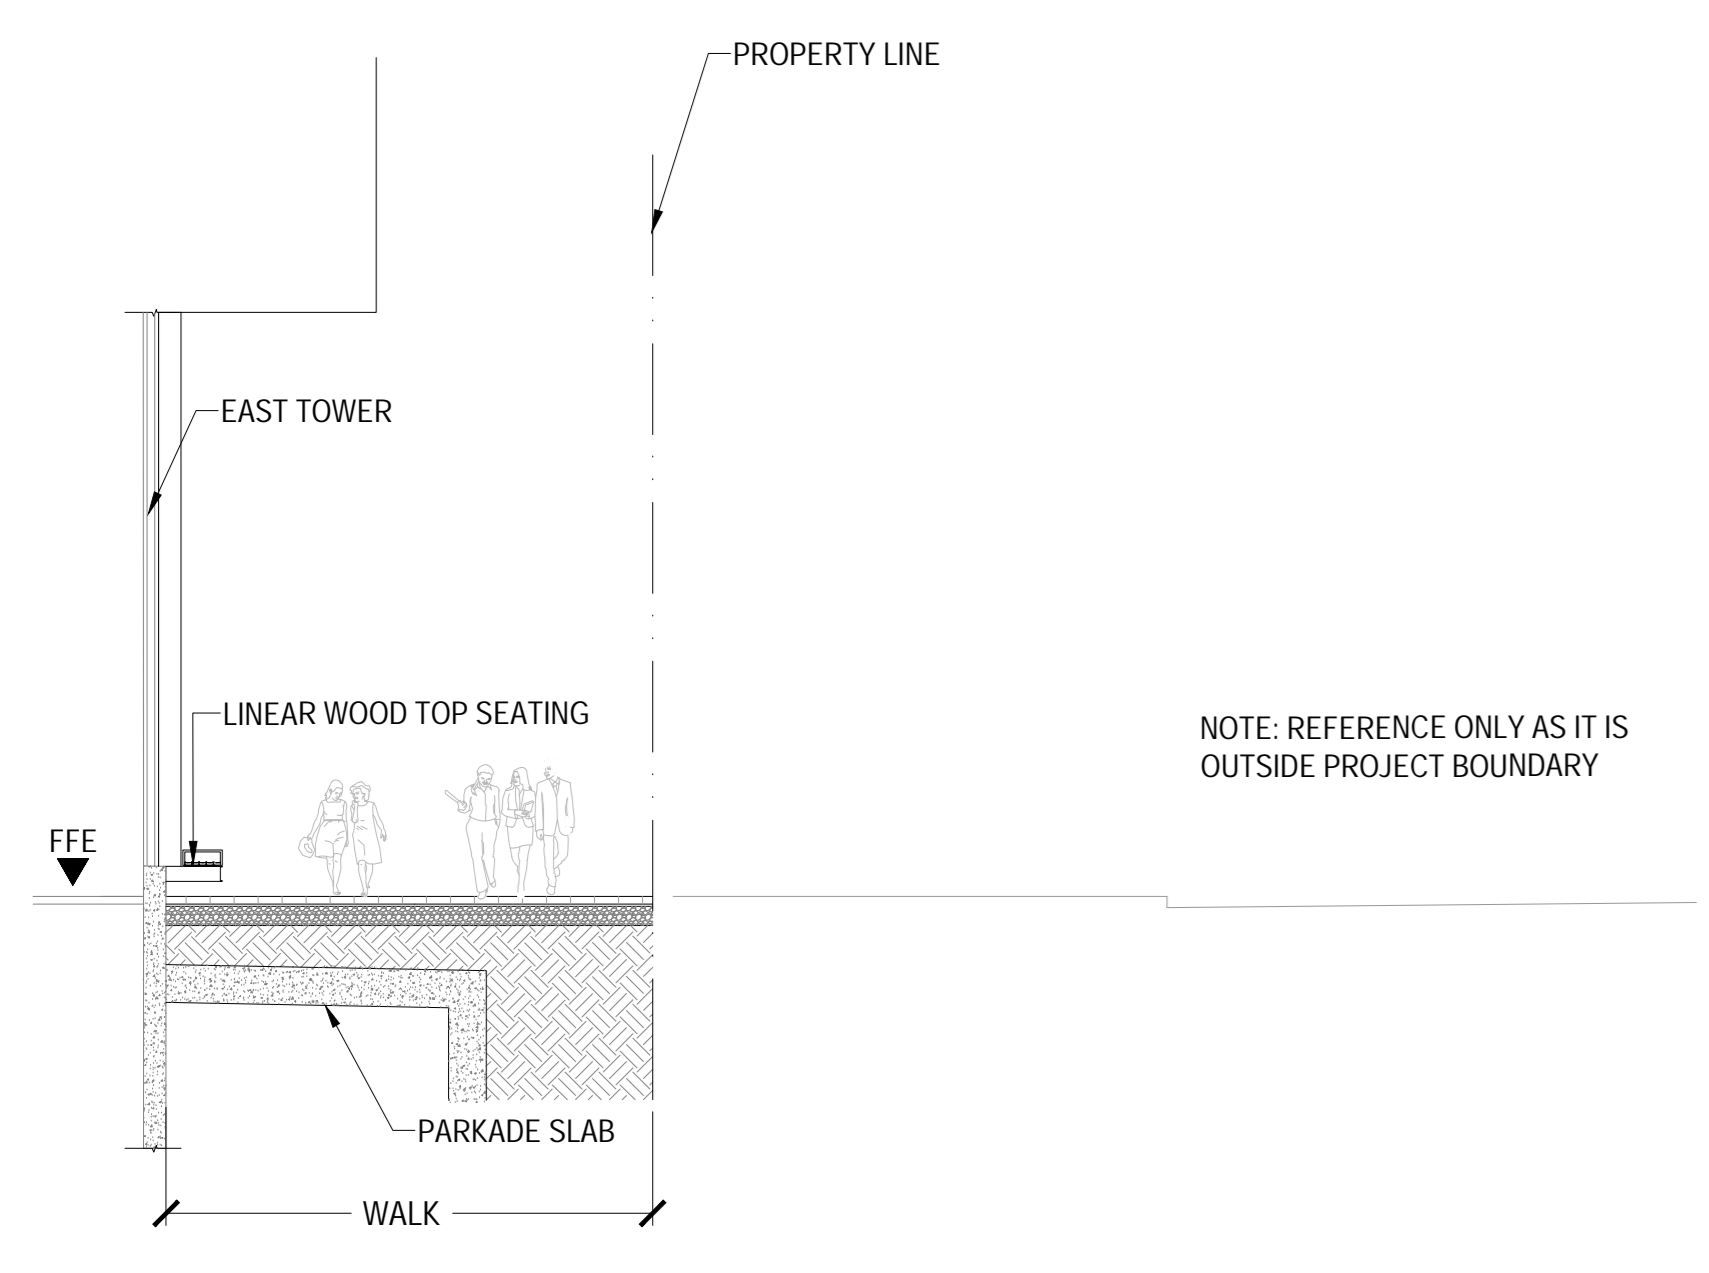 PROPERTY LINE
EAST TOWER
LINEAR WOOD TOP SEATING
NOTE: REFERENCE ONLY AS IT IS
OUTSIDE PROJECT BOUNDARY
FFE
PARKADE SLAB
WALK